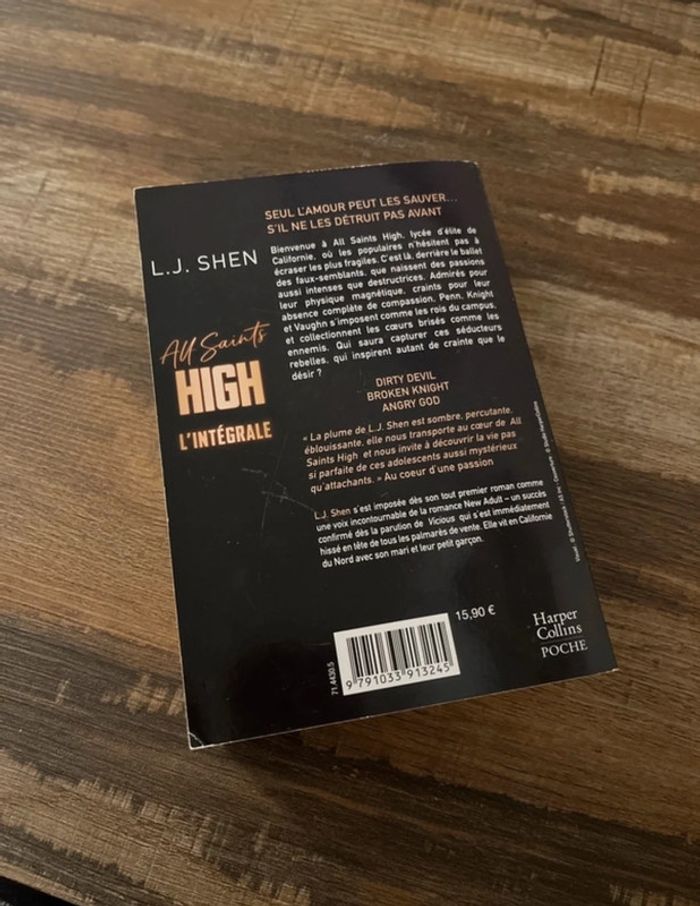 SEUL L'AMOUR PEUT LES SAUVER...
S'IL NE LES DÉTRUIT PAS AVANT
L.J. SHEN
All Saints
HIGH
L'INTÉGRALE
Bienvenue à All Saints High, lycée d'élite de
Californie, où les populaires n'hésitent pas à
écraser les plus fragiles. C'est là, derrière le ballet
des faux-semblants, que naissent des passions
aussi intenses que destructrices. Admirés pour
leur physique magnétique, craints pour leur
absence complète de compassion, Penn, Knight
et Vaughn s'imposent comme les rois du campus,
et collectionnent les cœurs brisés comme les
ennemis. Qui saura capturer ces séducteurs
rebelles, qui inspirent autant de crainte que le
désir ?
DIRTY DEVIL
BROKEN KNIGHT
ANGRY GOD
« La plume de L.J. Shen est sombre, percutante,
éblouissante, elle nous transporte au cœur de All
Saints High et nous invite à découvrir la vie pas
si parfaite de ces adolescents aussi mystérieux
qu'attachants. » Au coeur d'une passion
L.J. Shen s'est imposée dès son tout premier roman comme
une voix incontournable de la romance New Adult – un succès
confirmé dès la parution de Vicious qui s'est immédiatement
hissé en tête de tous les palmarès de vente. Elle vit en Californie
du Nord avec son mari et leur petit garçon.
15,90 €
71.4430.5
9 791033 913245
Harper
Collins
POCHE